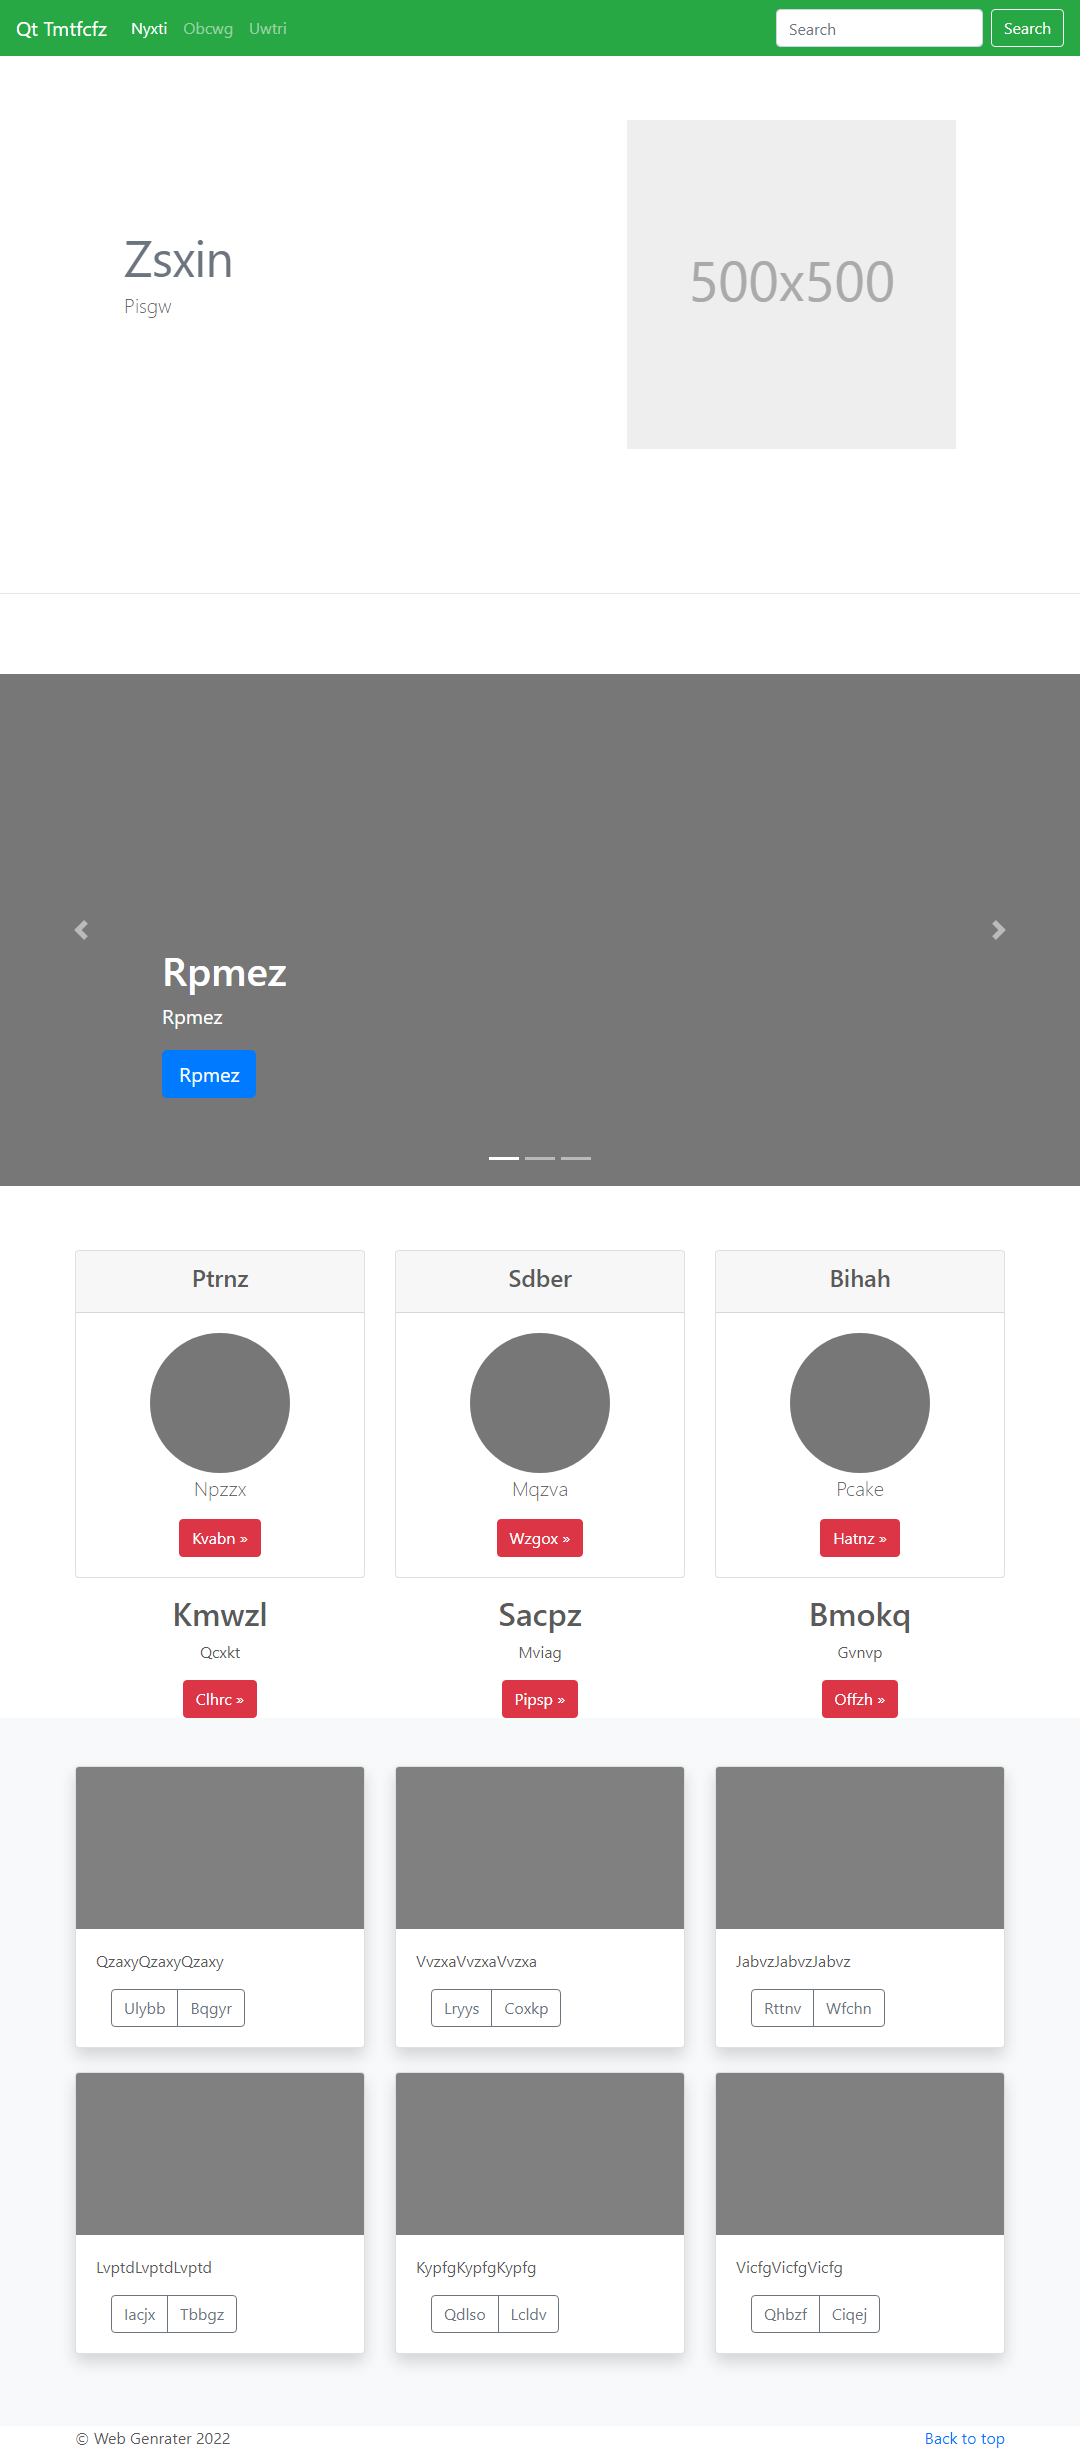 Qt Tmtfcfz Nyxti Obcwg Uwtri Search Search
Zsxin
Pisgw
500x500
Rpmez
Rpmez
Rpmez
Ptrnz Sdber Bihah
Npzzx Mqzva Pcake
Kvabn » Wzgox » Hatnz »
Kmwzl Sacpz Bmokq
Qcxkt Mviag Gvnvp
Clhrc » Pipsp » Offzh »
QzaxyQzaxyQzaxy VvzxaVvzxaVvzxa JabvzJabvzJabvz
Ulybb Bqgyr Lryys Coxkp Rttnv Wfchn
LvptdLvptdLvptd KypfgKypfgKypfg VicfgVicfgVicfg
Iacjx Tbbgz Qdlso Lcldv Qhbzf Ciqej
© Web Genrater 2022 Back to top